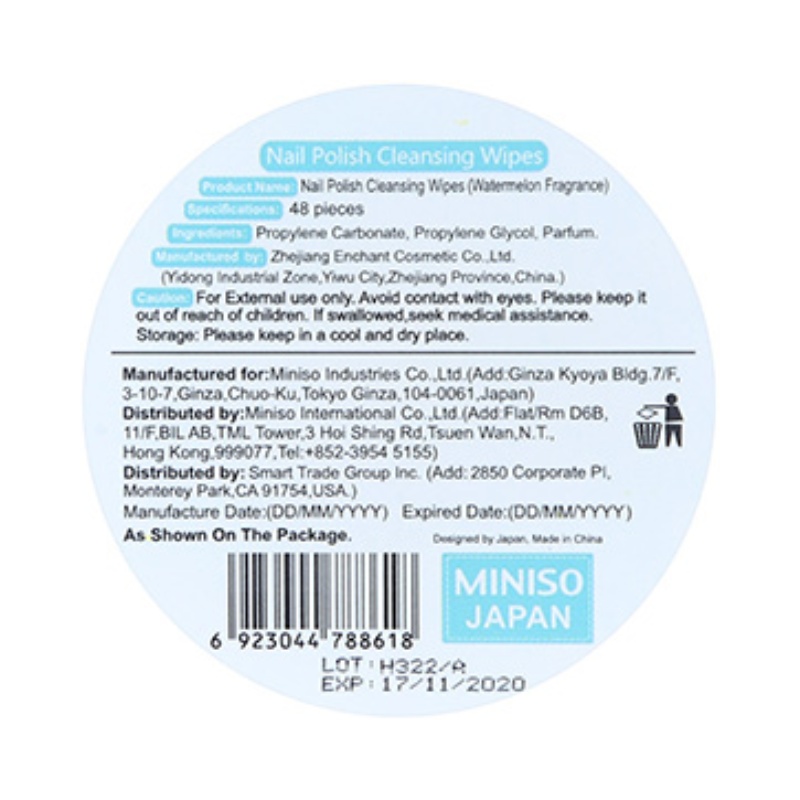 Nail Polish Cleansing Wipes
Product Name: Nail Polish Cleansing Wipes (Watermelon Fragrance)
Specifications: 48 pieces
Ingredients: Propylene Carbonate, Propylene Glycol, Parfum.
Manufactured by: Zhejiang Enchant Cosmetic Co.,Ltd.
(Yidong Industrial Zone,Yiwu City,Zhejiang Province,China.)
Caution: For External use only. Avoid contact with eyes. Please keep it
out of reach of children. If swallowed,seek medical assistance.
Storage: Please keep in a cool and dry place.
Manufactured for:Miniso Industries Co.,Ltd.(Add:Ginza Kyoya Bldg.7/F,
3-10-7,Ginza,Chuo-Ku,Tokyo Ginza,104-0061,Japan)
Distributed by:Miniso International Co.,Ltd.(Add:Flat/Rm D6B,
11/F,BIL AB,TML Tower,3 Hoi Shing Rd,Tsuen Wan,N.T.,
Hong Kong,999077,Tel:+852-3954 5155)
Distributed by: Smart Trade Group Inc. (Add: 2850 Corporate Pl,
Monterey Park,CA 91754,USA.)
Manufacture Date:(DD/MM/YYYY) Expired Date:(DD/MM/YYYY)
As Shown On The Package.
Designed by Japan, Made in China
MINISO
JAPAN
6 923044 788618
LOT:H322/A
EXP:17/11/2020